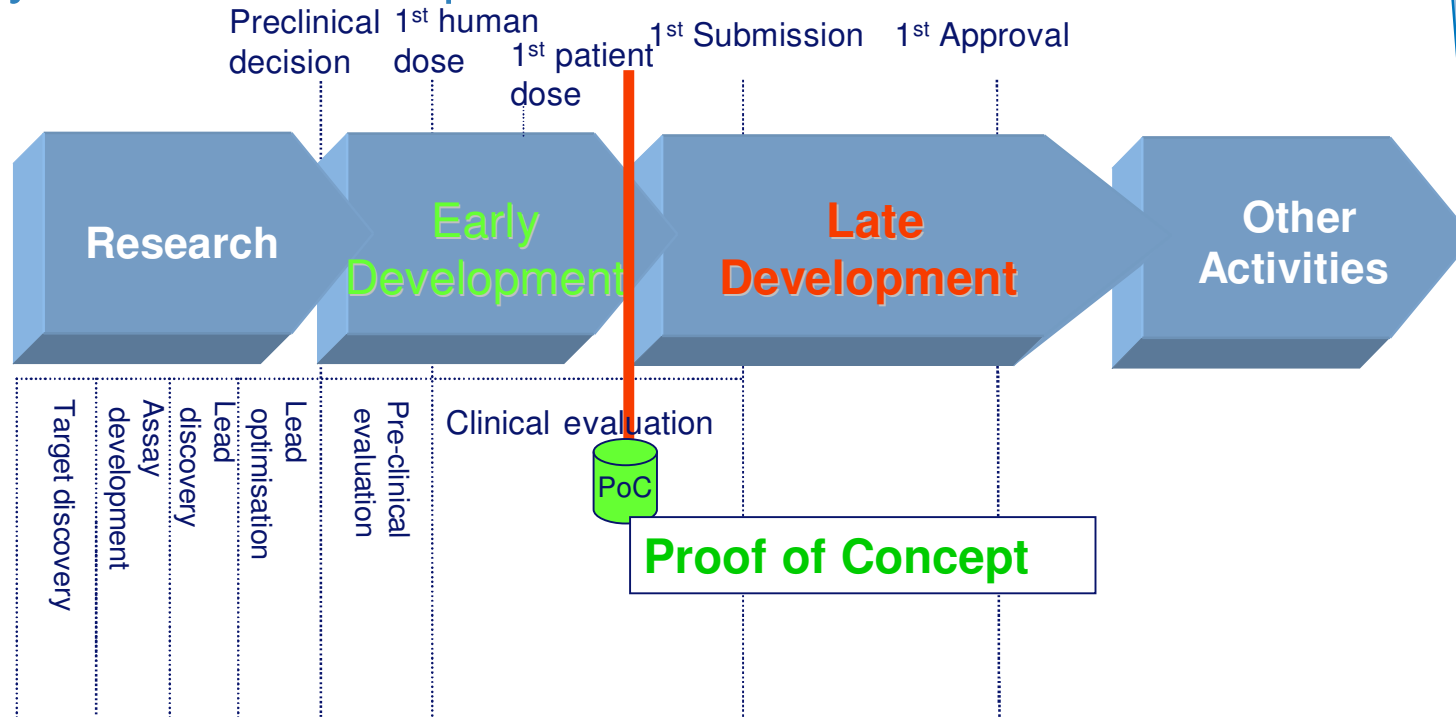 Preclinical
decision
1st human
dose
1st patient
dose
1st Submission
1st Approval
Research
Early
Development
Late
Development
Other
Activities
Target discovery
Assay
development
Lead
discovery
Lead
optimisation
Pre-clinical
evaluation
Clinical evaluation
PoC
Proof of Concept